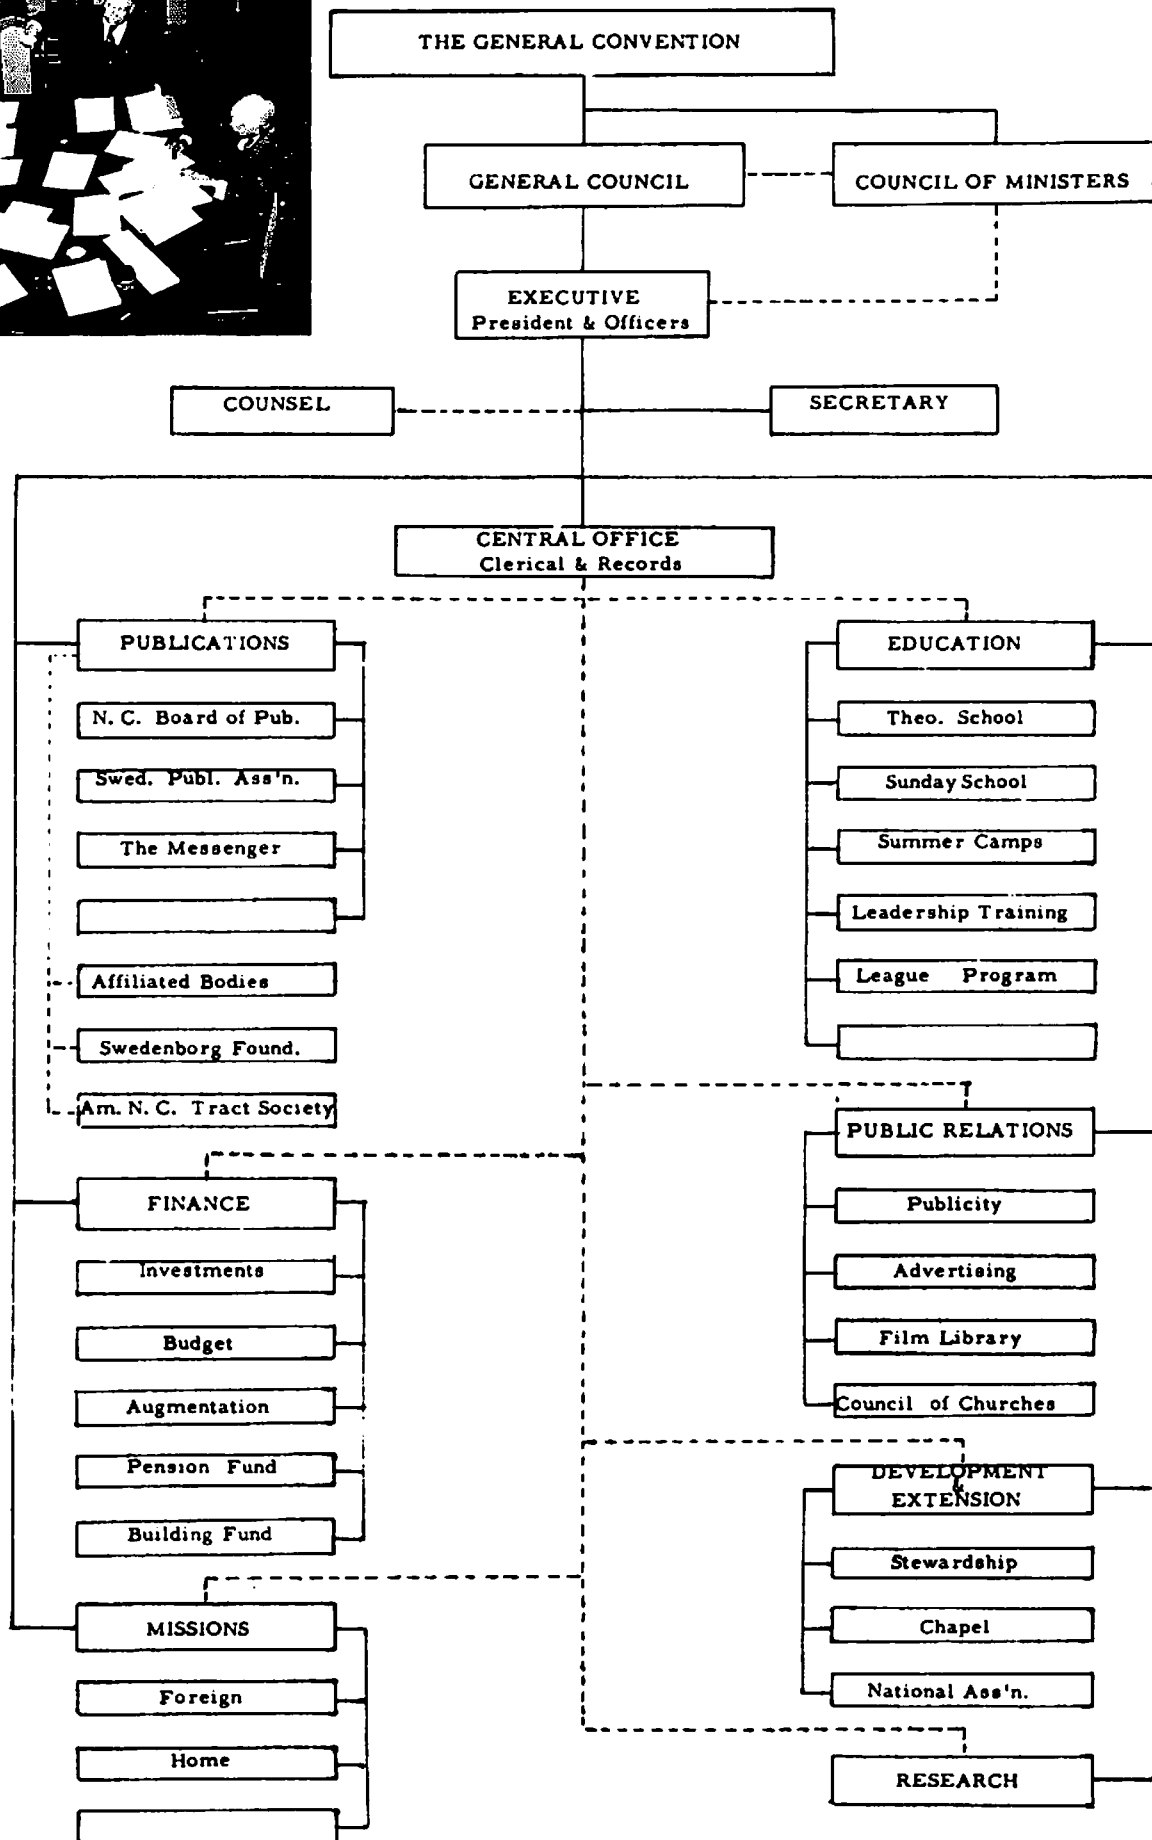 THE GENERAL CONVENTION
GENERAL COUNCIL
COUNCIL OF MINISTERS
EXECUTIVE
President & Officers
COUNSEL
SECRETARY
CENTRAL OFFICE
Clerical & Records
PUBLICATIONS
N. C. Board of Pub.
Swed. Publ. Ass'n.
The Messenger
Affiliated Bodies
Swedenborg Found.
Am. N. C. Tract Society
FINANCE
Investments
Budget
Augmentation
Pension Fund
Building Fund
MISSIONS
Foreign
Home
EDUCATION
Theo. School
Sunday School
Summer Camps
Leadership Training
League Program
PUBLIC RELATIONS
Publicity
Advertising
Film Library
Council of Churches
DEVELOPMENT
&
EXTENSION
Stewardship
Chapel
National Ass'n.
RESEARCH